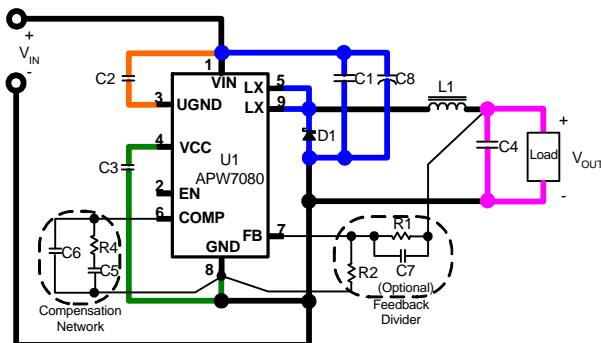 +
V IN
-
C2
1
VIN
5
LX
C1
C8
L1
3
UGND
9
LX
D1
+
4
VCC
U1
APW7080
C3
C4
Load
V OUT
2
EN
-
6
COMP
7
FB
R1
C6
R4
C5
GND
8
R2
C7
(Optional)
Compensation
Network
Feedback
Divider